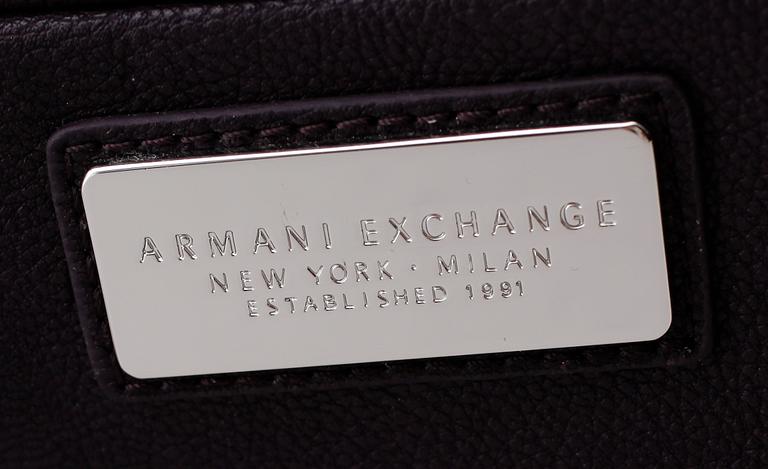 ARMANI EXCHANGE
NEW YORK · MILAN
ESTABLISHED 1991